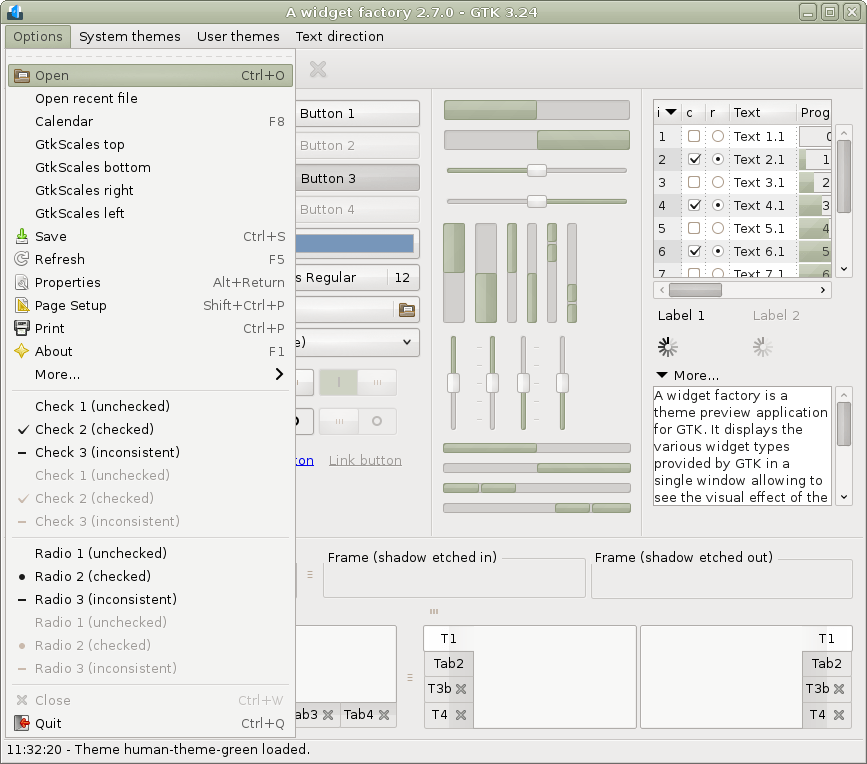 A widget factory 2.7.0 - GTK 3.24
Options System themes User themes Text direction
Open Ctrl+O
Open recent file
Calendar F8
GtkScales top
GtkScales bottom
GtkScales right
GtkScales left
Save Ctrl+S
Refresh F5
Properties Alt+Return
Page Setup Shift+Ctrl+P
Print Ctrl+P
About F1
More...
Check 1 (unchecked)
Check 2 (checked)
Check 3 (inconsistent)
Check 1 (unchecked)
Check 2 (checked)
Check 3 (inconsistent)
Radio 1 (unchecked)
Radio 2 (checked)
Radio 3 (inconsistent)
Radio 1 (unchecked)
Radio 2 (checked)
Radio 3 (inconsistent)
Close Ctrl+W
Quit Ctrl+Q
Button 1
Button 2
Button 3
Button 4
s Regular 12
e)
ton Link button
i c r Text Prog
1 Text 1.1 0
2 Text 2.1 1
3 Text 3.1 2
4 Text 4.1 3
5 Text 5.1 4
6 Text 6.1 5
7 Text 7.1 6
Label 1 Label 2
More...
A widget factory is a
theme preview application
for GTK. It displays the
various widget types
provided by GTK in a
single window allowing to
see the visual effect of the
Frame (shadow etched in) Frame (shadow etched out)
ab3 Tab4
T1
Tab2
T3b
T4
T1
Tab2
T3b
T4
11:32:20 - Theme human-theme-green loaded.